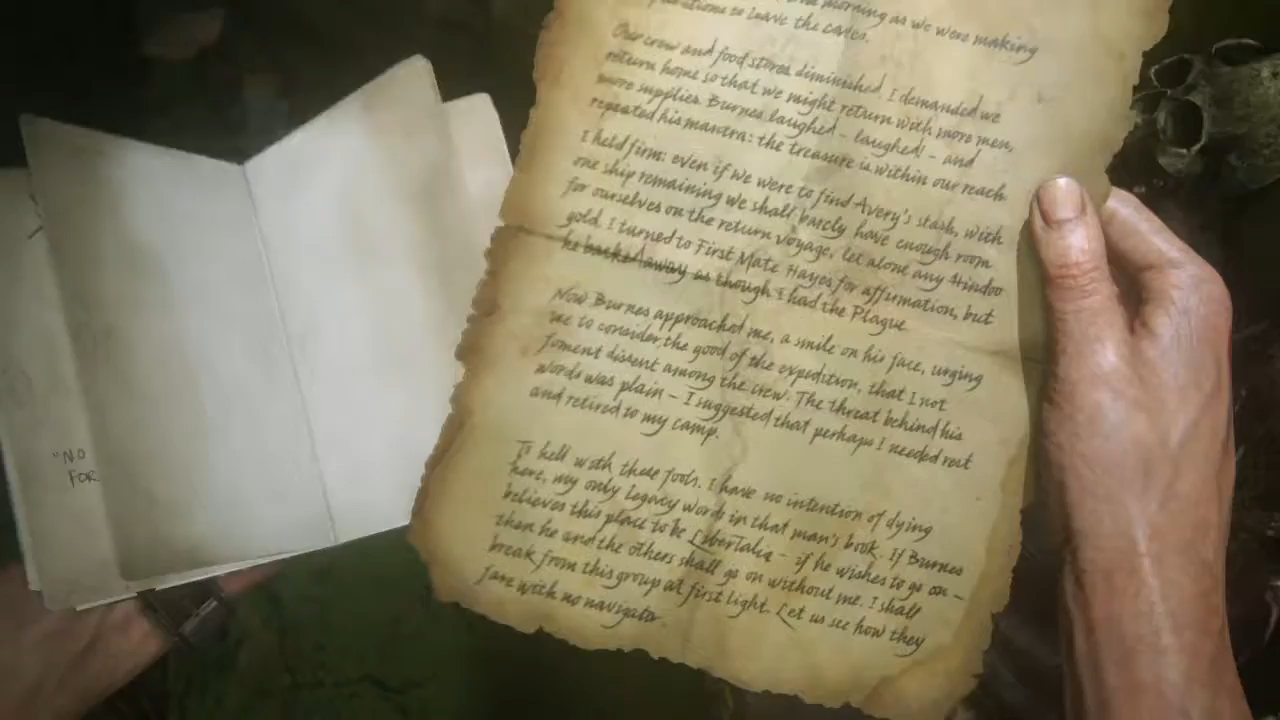 morning as we were making
to leave the caves.
Our crew and food stores diminished, I demanded we
return home so that we might return with more men,
more supplies. Burnes laughed – laughed! – and
repeated his mantra: the treasure is within our reach
I held firm: even if we were to find Avery's stash, with
one ship remaining we shall barely have enough room
for ourselves on the return voyage, let alone any Hindoo
gold. I turned to First Mate Hayes for affirmation, but
he backed away as though I had the Plague
Now Burnes approached me, a smile on his face, urging
me to consider the good of the expedition, that I not
foment dissent among the crew. The threat behind his
words was plain – I suggested that perhaps I needed rest
and retired to my camp.
To hell with these fools. I have no intention of dying
here, my only legacy words in that man's book. If Burnes
believes this place to be Libertalia – if he wishes to go on –
then he and the others shall go on without me. I shall
break from this group at first light. Let us see how they
fare with no navigator.
"NO
FOR